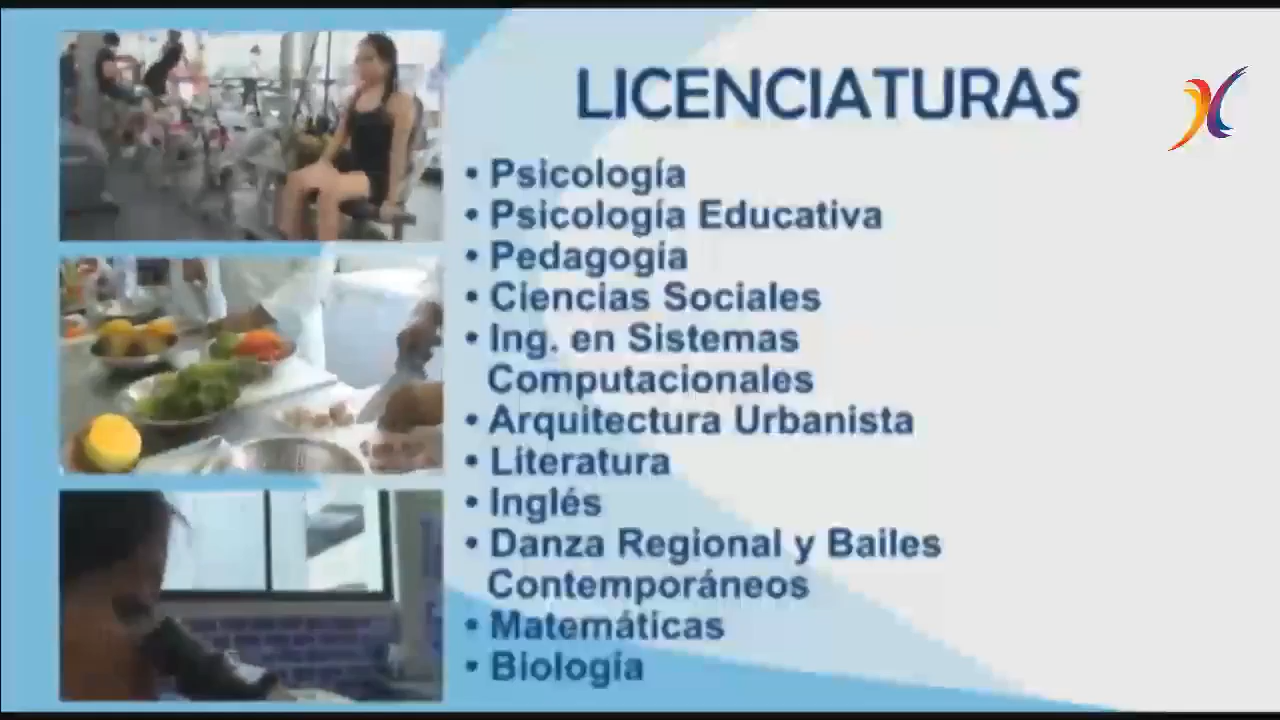 LICENCIATURAS
• Psicología
• Psicología Educativa
• Pedagogía
• Ciencias Sociales
• Ing. en Sistemas
Computacionales
• Arquitectura Urbanista
• Literatura
• Inglés
• Danza Regional y Bailes
Contemporáneos
• Matemáticas
• Biología